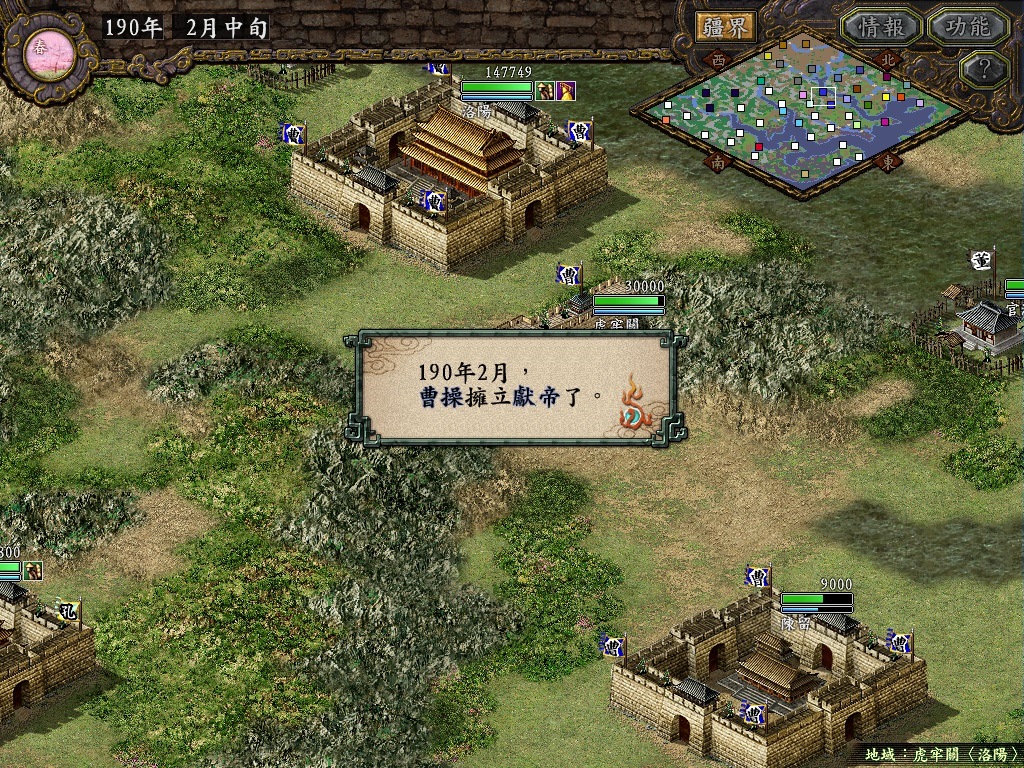 190年 2月中旬
春
疆界
情報
功能
?
西
北
南
東
147749
洛陽
曹
曹
曹
曹
30000
虎牢關
190年2月，
曹操擁立獻帝了。
300
孔
曹
9000
陳留
曹
曹
曹
地域：虎牢關〈洛陽〉